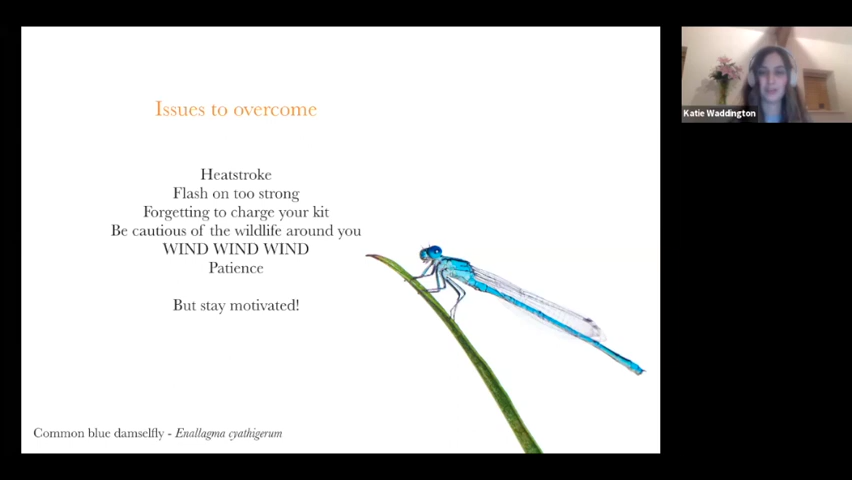 Issues to overcome
Heatstroke
Flash on too strong
Forgetting to charge your kit
Be cautious of the wildlife around you
WIND WIND WIND
Patience
But stay motivated!
Common blue damselfly - Enallagma cyathigerum
Katie Waddington